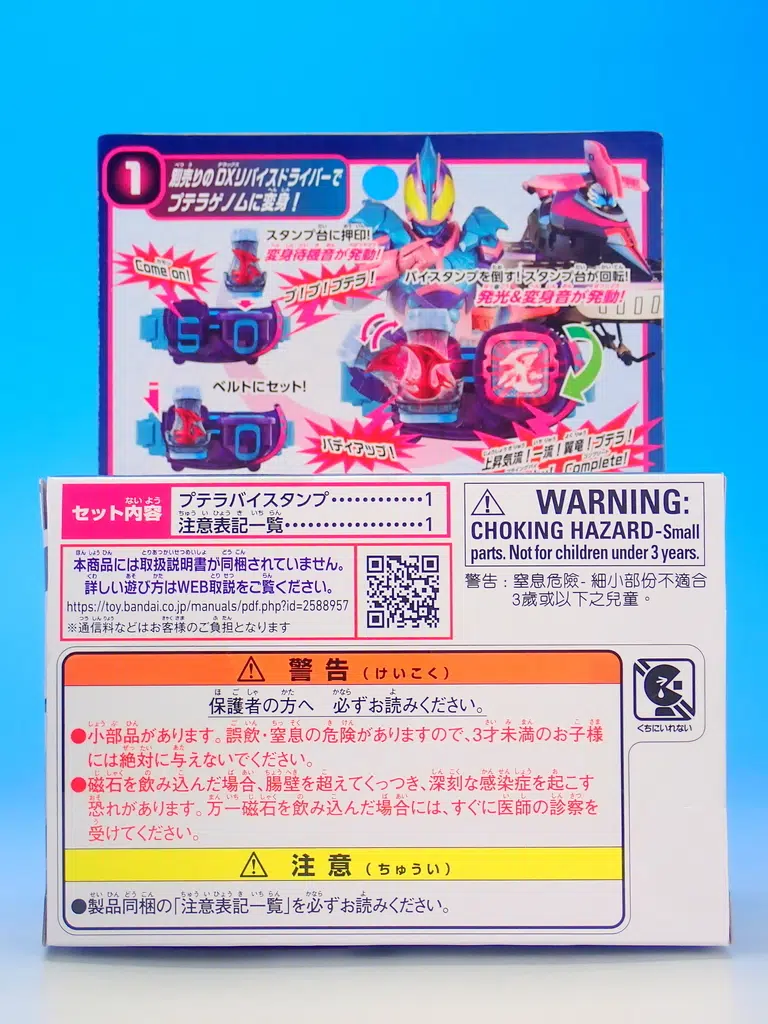 1
別売りのDXリバイスドライバーで
プテラゲノムに変身！
スタンプ台に押印！
変身待機音が発動！
Come on!
プ！プ！プテラ！
バイスタンプを倒す！スタンプ台が回転！
発光&変身音が発動！
ベルトにセット！
バディアップ！
上昇気流！一流！翼竜！プテラ！
Complete!
セット内容
プテラバイスタンプ…………1
注意表記一覧………………1
本商品には取扱説明書が同梱されていません。
詳しい遊び方はWEB取説をご覧ください。
https://toy.bandai.co.jp/manuals/pdf.php?id=2588957
※通信料などはお客様のご負担となります
WARNING:
CHOKING HAZARD-Small
parts. Not for children under 3 years.
警告：窒息危險- 細小部份不適合
3歲或以下之兒童。
警告（けいこく）
保護者の方へ 必ずお読みください。
●小部品があります。誤飲・窒息の危険がありますので、3才未満のお子様
には絶対に与えないでください。
●磁石を飲み込んだ場合、腸壁を超えてくっつき、深刻な感染症を起こす
恐れがあります。万一磁石を飲み込んだ場合には、すぐに医師の診察を
受けてください。
くちにいれない
注意（ちゅうい）
●製品同梱の「注意表記一覧」を必ずお読みください。